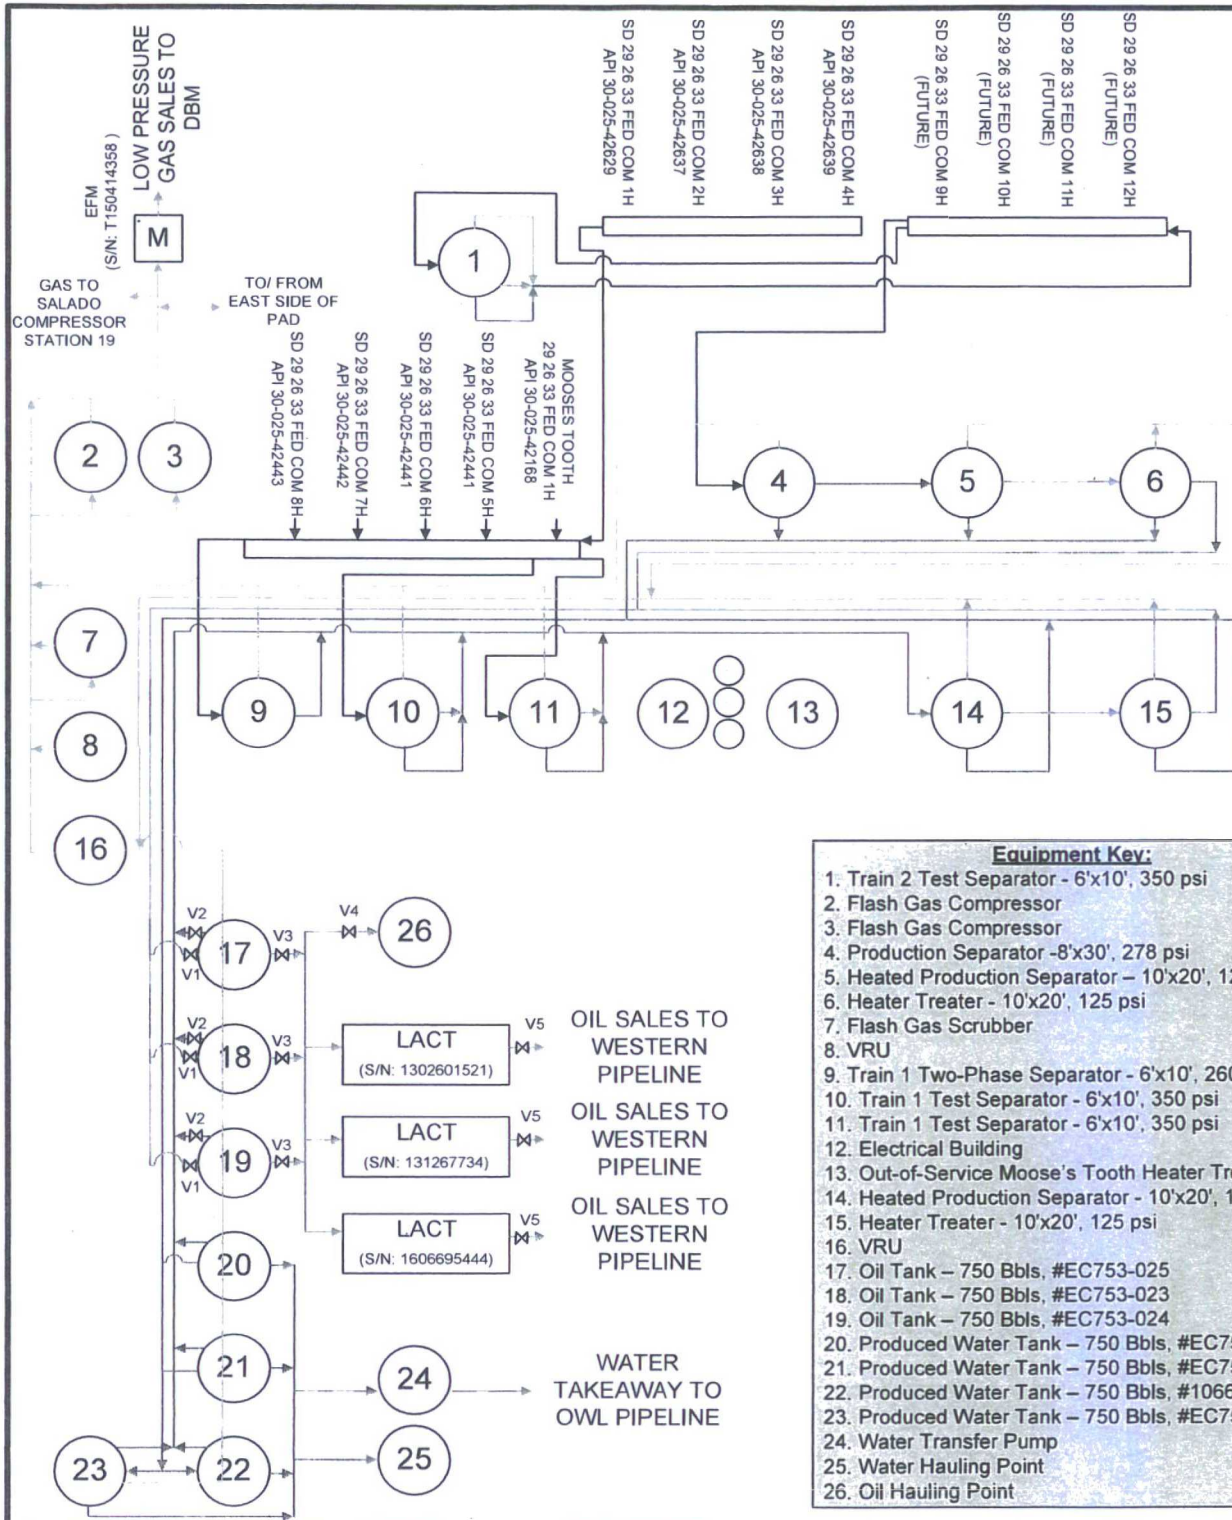 LOW PRESSURE
GAS SALES TO
DBM
EFM
(S/N: T150414358)
M
GAS TO
SALADO
COMPRESSOR
STATION 19
TO/ FROM
EAST SIDE OF
PAD
SD 29 26 33 FED COM 1H
API 30-025-42629
SD 29 26 33 FED COM 2H
API 30-025-42637
SD 29 26 33 FED COM 3H
API 30-025-42638
SD 29 26 33 FED COM 4H
API 30-025-42639
SD 29 26 33 FED COM 9H
(FUTURE)
SD 29 26 33 FED COM 10H
(FUTURE)
SD 29 26 33 FED COM 11H
(FUTURE)
SD 29 26 33 FED COM 12H
(FUTURE)
1
SD 29 26 33 FED COM 8H
API 30-025-42443
SD 29 26 33 FED COM 7H
API 30-025-42442
SD 29 26 33 FED COM 6H
API 30-025-42441
SD 29 26 33 FED COM 5H
API 30-025-42441
MOOSES TOOTH
29 26 33 FED COM 1H
API 30-025-42168
2
3
4
5
6
7
8
9
10
11
12
13
14
15
16
V2
V1
17
V3
V4
26
V2
V1
18
V3
LACT
(S/N: 1302601521)
V5
OIL SALES TO
WESTERN
PIPELINE
V2
V1
19
V3
LACT
(S/N: 131267734)
V5
OIL SALES TO
WESTERN
PIPELINE
20
LACT
(S/N: 1606695444)
V5
OIL SALES TO
WESTERN
PIPELINE
21
24
WATER
TAKEAWAY TO
OWL PIPELINE
23
22
25
Equipment Key:
1. Train 2 Test Separator - 6'x10', 350 psi
2. Flash Gas Compressor
3. Flash Gas Compressor
4. Production Separator -8'x30', 278 psi
5. Heated Production Separator – 10'x20', 12
6. Heater Treater - 10'x20', 125 psi
7. Flash Gas Scrubber
8. VRU
9. Train 1 Two-Phase Separator - 6'x10', 260
10. Train 1 Test Separator - 6'x10', 350 psi
11. Train 1 Test Separator - 6'x10', 350 psi
12. Electrical Building
13. Out-of-Service Moose's Tooth Heater Tre
14. Heated Production Separator - 10'x20', 1
15. Heater Treater - 10'x20', 125 psi
16. VRU
17. Oil Tank – 750 Bbls, #EC753-025
18. Oil Tank – 750 Bbls, #EC753-023
19. Oil Tank – 750 Bbls, #EC753-024
20. Produced Water Tank – 750 Bbls, #EC75
21. Produced Water Tank – 750 Bbls, #EC75
22. Produced Water Tank – 750 Bbls, #1066
23. Produced Water Tank – 750 Bbls, #EC75
24. Water Transfer Pump
25. Water Hauling Point
26. Oil Hauling Point